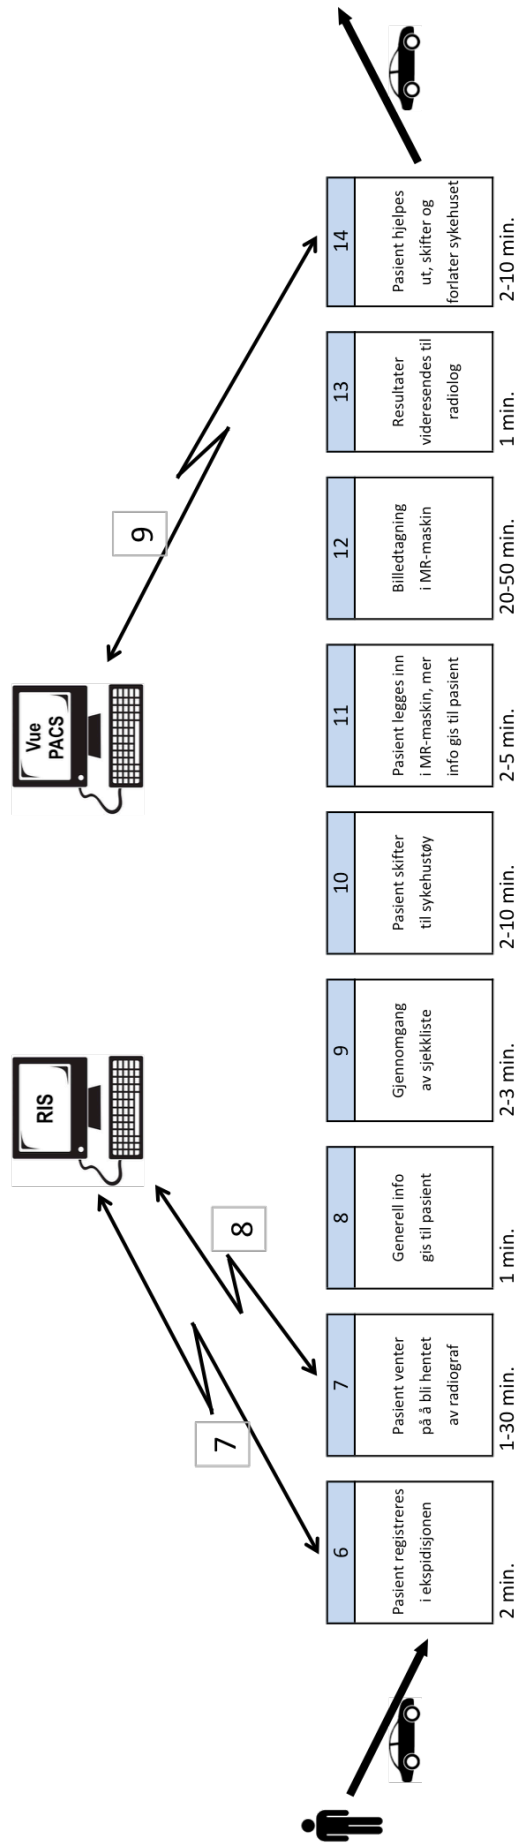 RIS
Vue
PACS
7
8
9
6
Pasient registreres
i ekspidisjonen
2 min.
7
Pasient venter
på å bli hentet
av radiograf
1-30 min.
8
Generell info
gis til pasient
1 min.
9
Gjennomgang
av sjekkliste
2-3 min.
10
Pasient skifter
til sykehustøy
2-10 min.
11
Pasient legges inn
i MR-maskin, mer
info gis til pasient
2-5 min.
12
Billedtagning
i MR-maskin
20-50 min.
13
Resultater
videresendes til
radiolog
1 min.
14
Pasient hjelpes
ut, skifter og
forlater sykehuset
2-10 min.